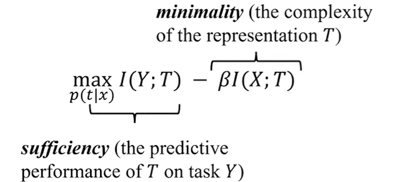 minimality (the complexity
of the representation T)
max I(Y; T) − βI(X; T)
p(t|x)
sufficiency (the predictive
performance of T on task Y)